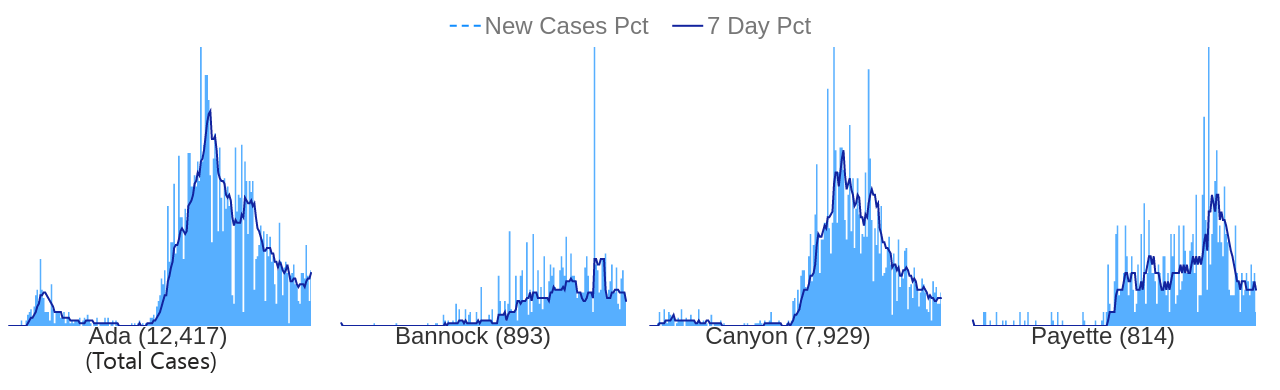 New Cases Pct 7 Day Pct
Ada (12,417) Bannock (893) Canyon (7,929) Payette (814)
(Total Cases)